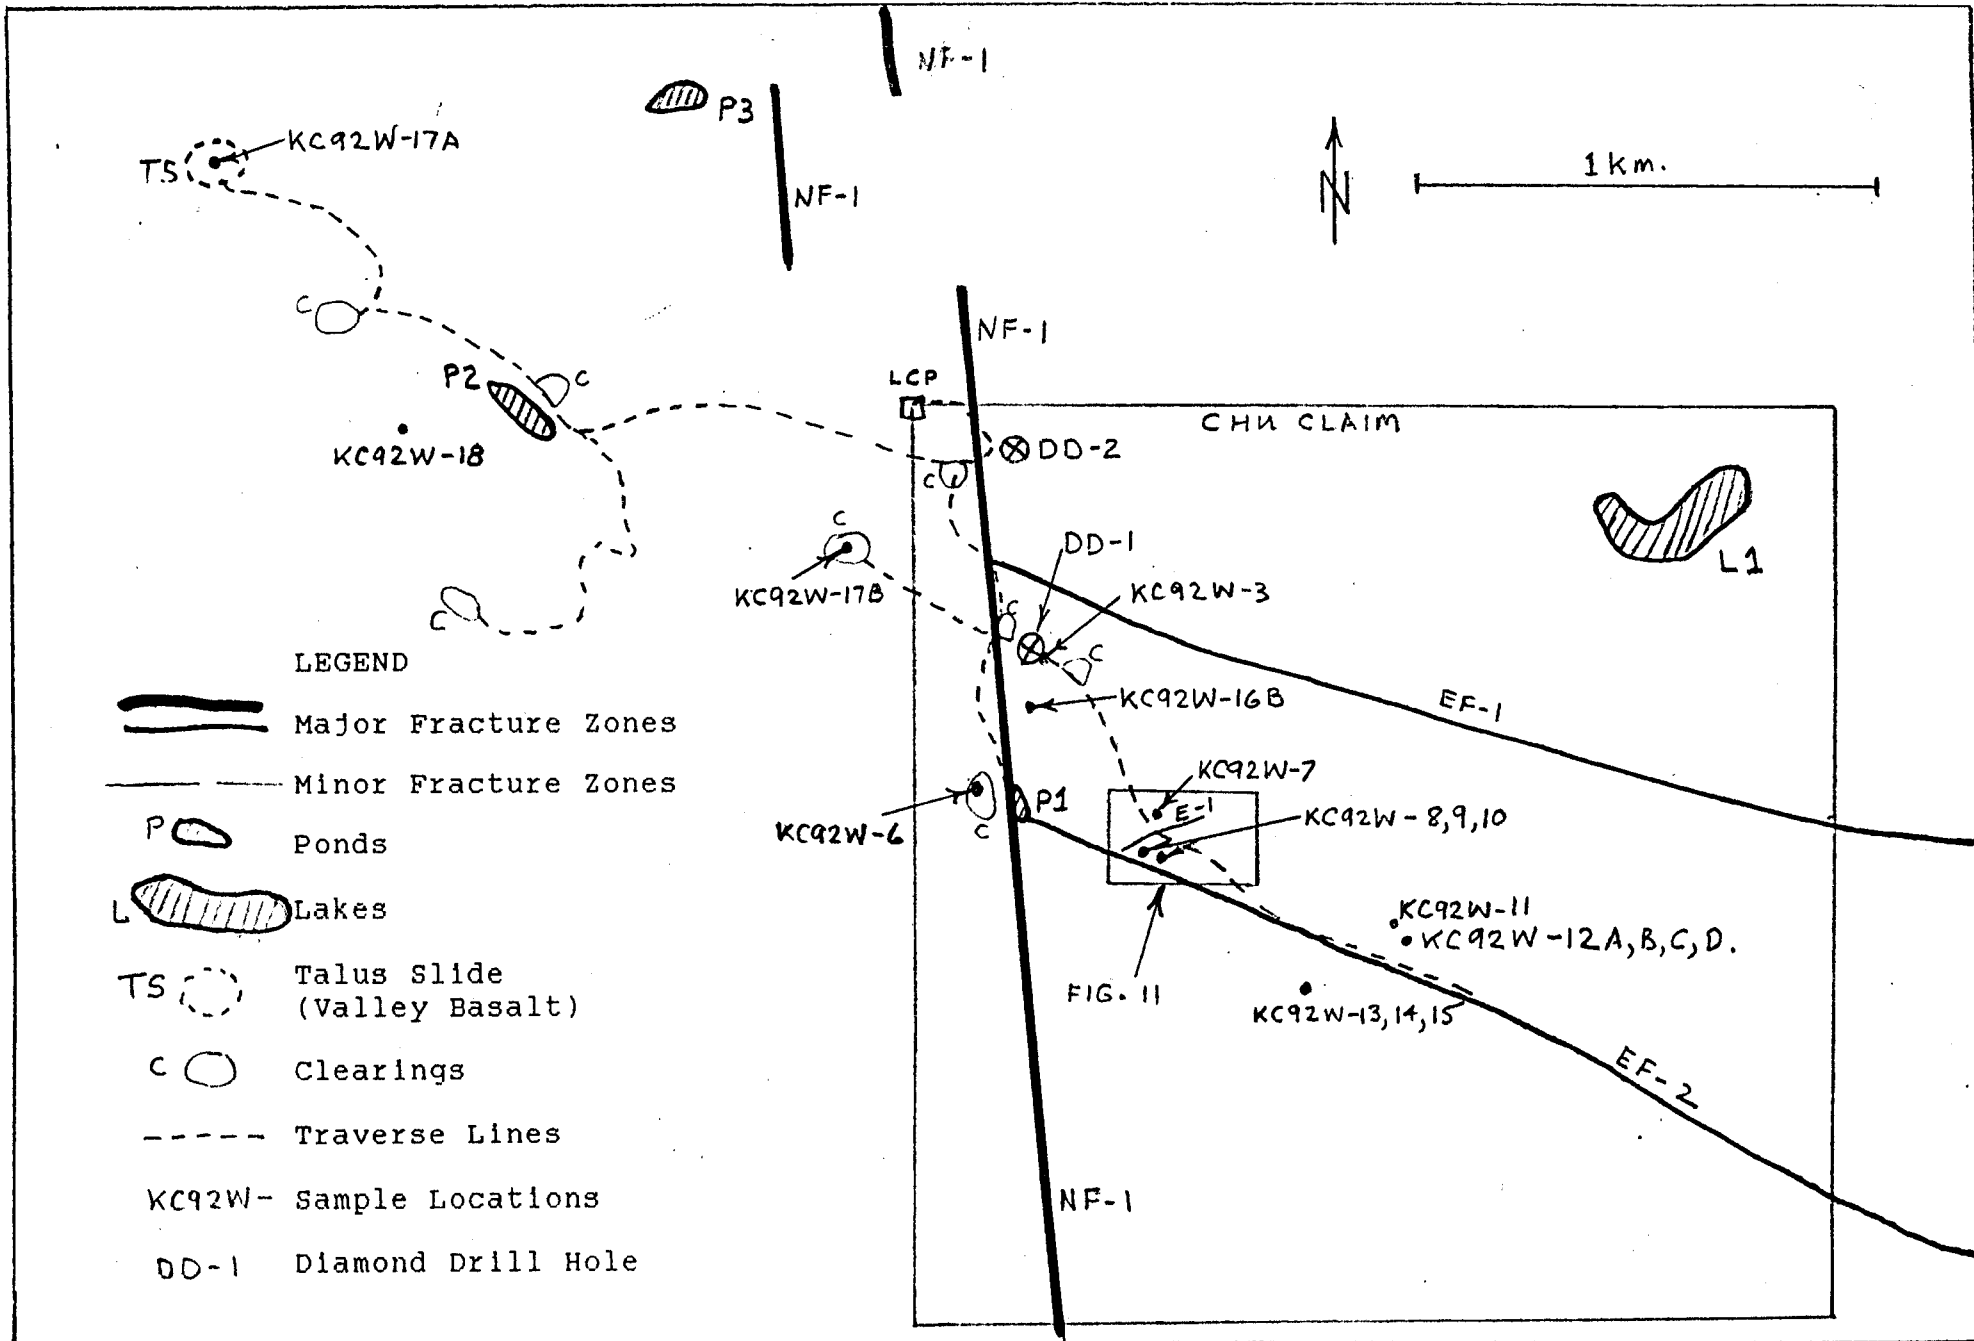 NF-1
P3
KC92W-17A
TS
1 km.
NF-1
N
C
NF-1
P2
C
LCP
CHU CLAIM
KC92W-18
DD-2
C
C
DD-1
L1
KC92W-17B
KC92W-3
C
C
C
LEGEND
KC92W-16B
EF-1
Major Fracture Zones
KC92W-7
Minor Fracture Zones
P1
E-1
KC92W-8,9,10
KC92W-6
C
P
Ponds
L
Lakes
KC92W-11
KC92W-12A,B,C,D.
TS
Talus Slide
(Valley Basalt)
FIG. 11
KC92W-13,14,15
C
Clearings
EF-2
Traverse Lines
KC92W-
Sample Locations
NF-1
DD-1
Diamond Drill Hole